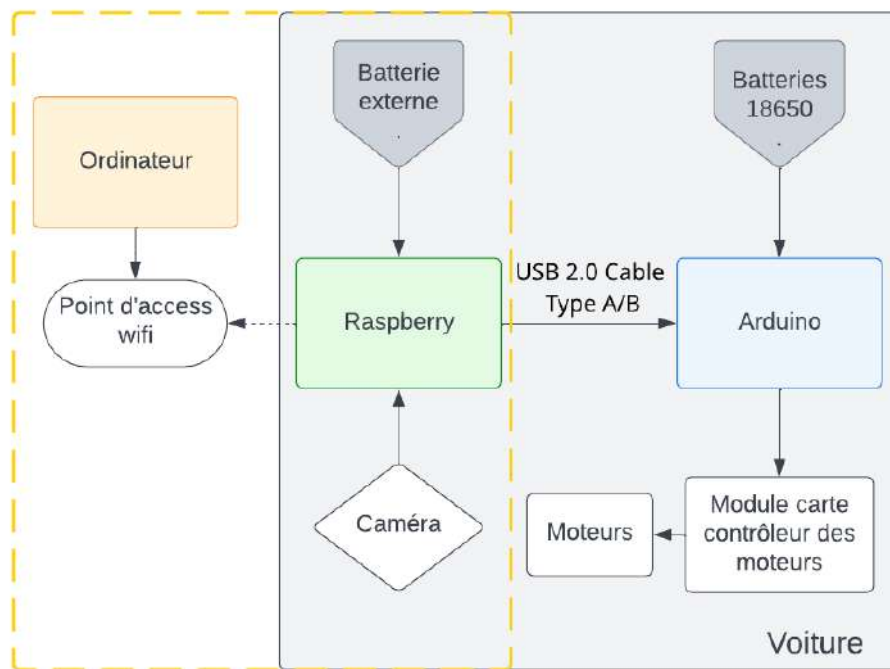 Batterie
externe
Batteries
18650
Ordinateur
Point d'access
wifi
Raspberry
USB 2.0 Cable
Type A/B
Arduino
Caméra
Moteurs
Module carte
contrôleur des
moteurs
Voiture